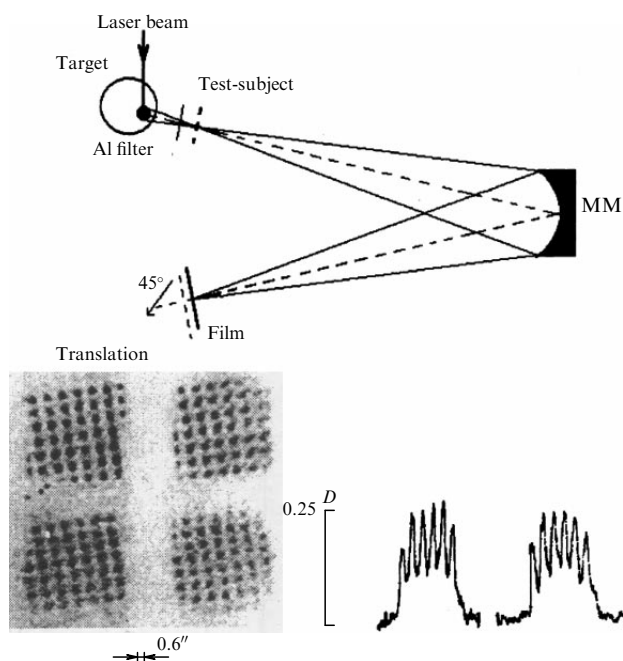 Laser beam
Target
Test-subject
Al filter
MM
45°
Film
Translation
0.25
D
0.6″